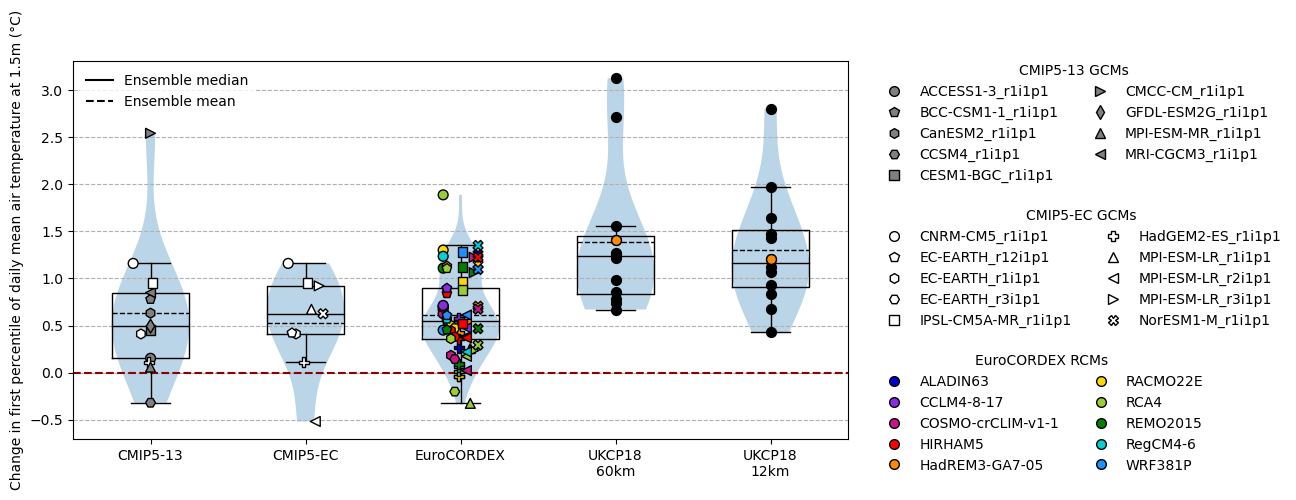 Change in first percentile of daily mean air temperature at 1.5m (°C)
Ensemble median
Ensemble mean
3.0
2.5
2.0
1.5
1.0
0.5
0.0
−0.5
CMIP5-13
CMIP5-EC
EuroCORDEX
UKCP18
60km
UKCP18
12km
CMIP5-13 GCMs
ACCESS1-3_r1i1p1
BCC-CSM1-1_r1i1p1
CanESM2_r1i1p1
CCSM4_r1i1p1
CESM1-BGC_r1i1p1
CMCC-CM_r1i1p1
GFDL-ESM2G_r1i1p1
MPI-ESM-MR_r1i1p1
MRI-CGCM3_r1i1p1
CMIP5-EC GCMs
CNRM-CM5_r1i1p1
EC-EARTH_r12i1p1
EC-EARTH_r1i1p1
EC-EARTH_r3i1p1
IPSL-CM5A-MR_r1i1p1
HadGEM2-ES_r1i1p1
MPI-ESM-LR_r1i1p1
MPI-ESM-LR_r2i1p1
MPI-ESM-LR_r3i1p1
NorESM1-M_r1i1p1
EuroCORDEX RCMs
ALADIN63
CCLM4-8-17
COSMO-crCLIM-v1-1
HIRHAM5
HadREM3-GA7-05
RACMO22E
RCA4
REMO2015
RegCM4-6
WRF381P